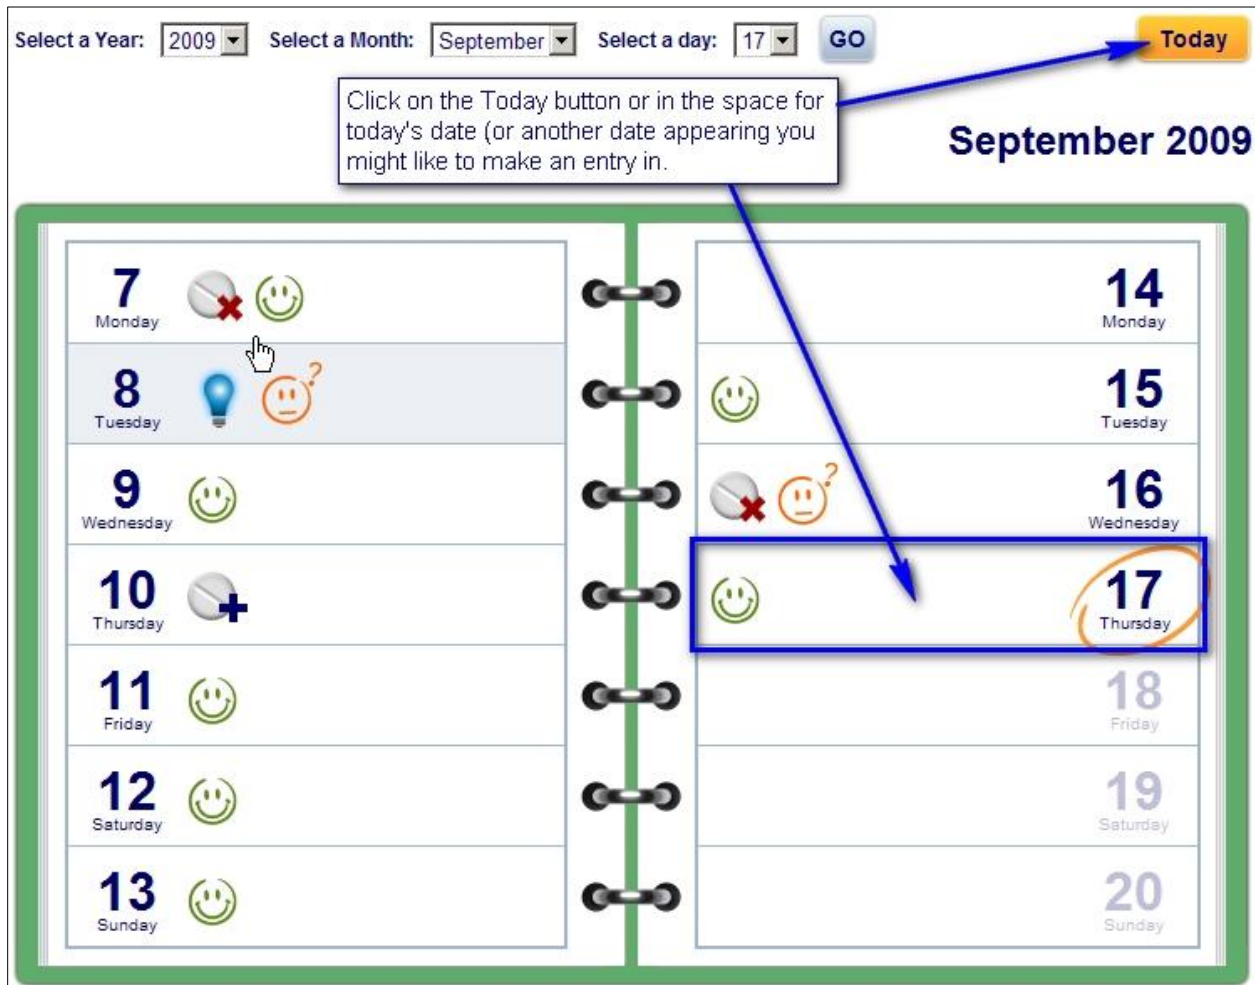 Select a Year: 2009 Select a Month: September Select a day: 17 GO Today
Click on the Today button or in the space for
today's date (or another date appearing you
might like to make an entry in.
September 2009
7
Monday
8
Tuesday
?
9
Wednesday
10
Thursday
11
Friday
12
Saturday
13
Sunday
14
Monday
15
Tuesday
?
16
Wednesday
17
Thursday
18
Friday
19
Saturday
20
Sunday